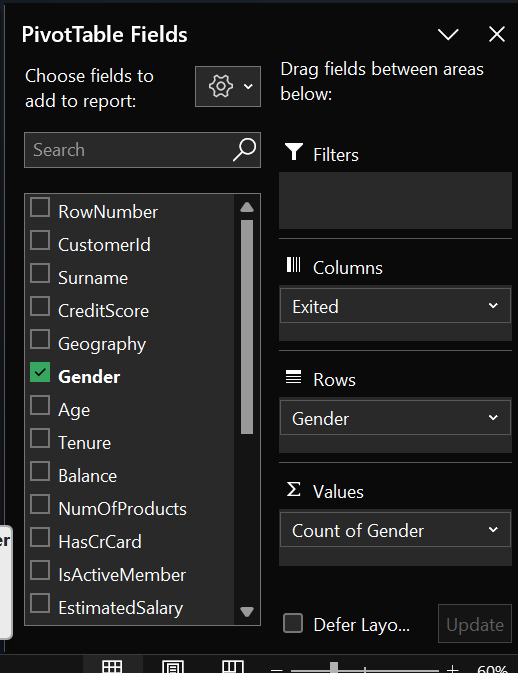 PivotTable Fields
Choose fields to
add to report:
Search
RowNumber
CustomerId
Surname
CreditScore
Geography
Gender
Age
Tenure
Balance
NumOfProducts
HasCrCard
IsActiveMember
EstimatedSalary
Drag fields between areas
below:
Filters
Columns
Exited
Rows
Gender
Σ Values
Count of Gender
Defer Layo...
Update
er
60%